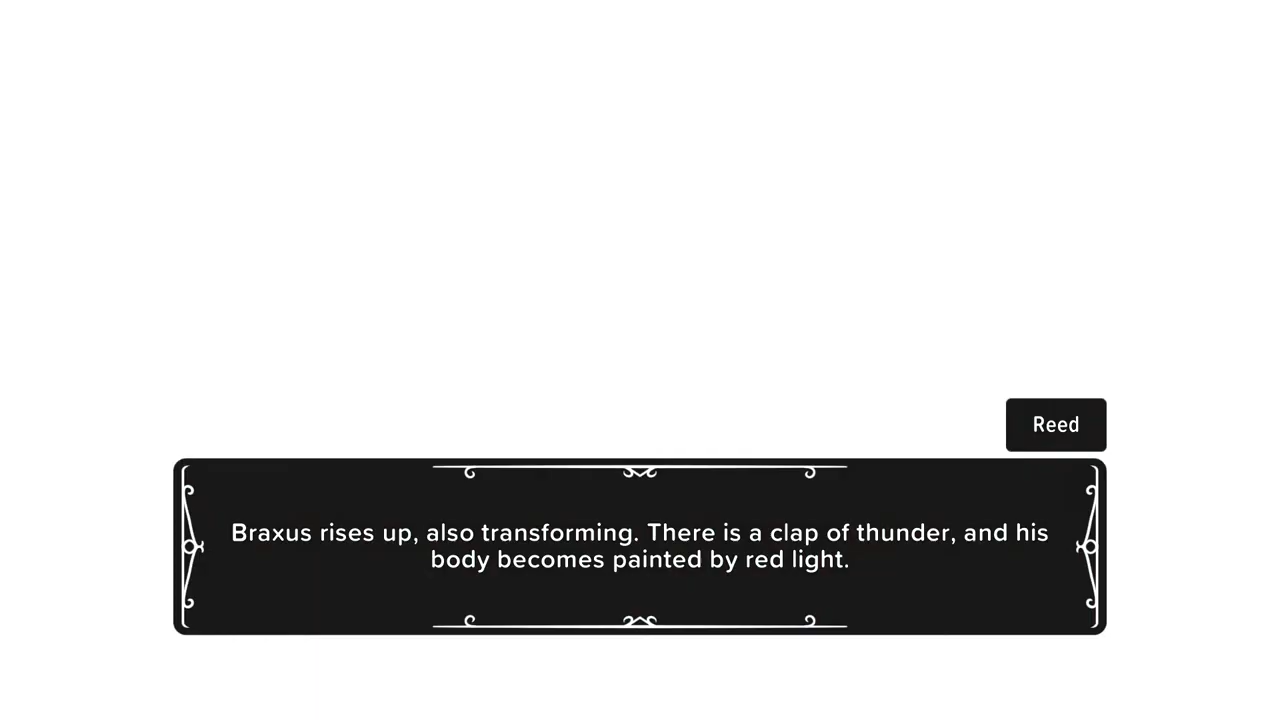 Reed
Braxus rises up, also transforming. There is a clap of thunder, and his
body becomes painted by red light.